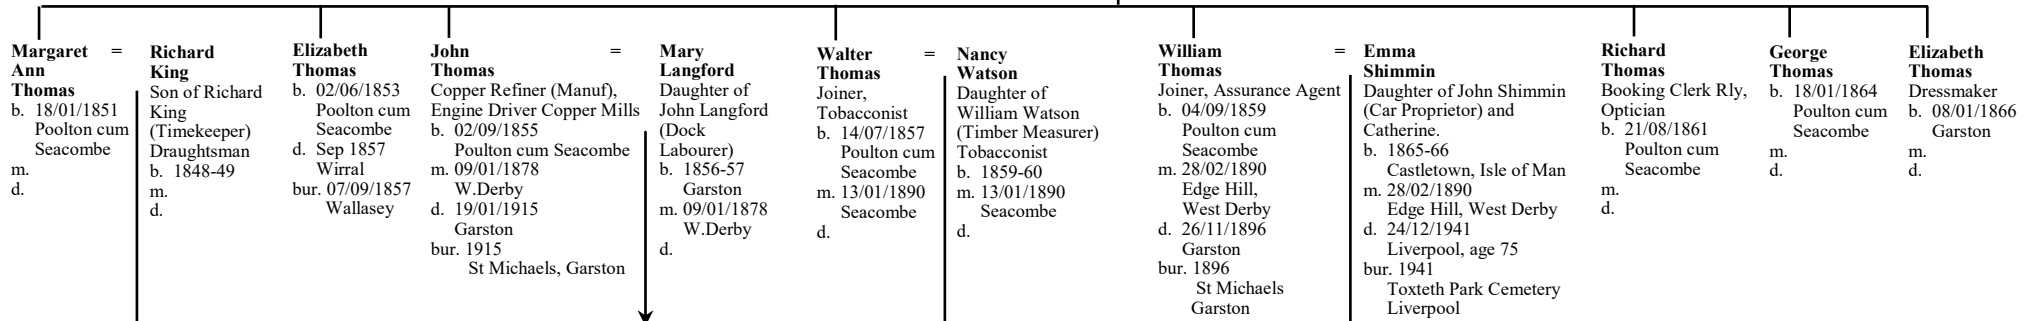 Margaret =
Ann
Thomas
b. 18/01/1851
Poolton cum
Seacombe
m.
d.
Richard
King
Son of Richard
King
(Timekeeper)
Draughtsman
b. 1848-49
m.
d.
Elizabeth
Thomas
b. 02/06/1853
Poolton cum
Seacombe
d. Sep 1857
Wirral
bur. 07/09/1857
Wallasey
John =
Thomas
Copper Refiner (Manuf),
Engine Driver Copper Mills
b. 02/09/1855
Poulton cum Seacombe
m. 09/01/1878
W.Derby
d. 19/01/1915
Garston
bur. 1915
St Michaels, Garston
Mary
Langford
Daughter of
John Langford
(Dock
Labourer)
b. 1856-57
Garston
m. 09/01/1878
W.Derby
d.
Walter =
Thomas
Joiner,
Tobacconist
b. 14/07/1857
Poulton cum
Seacombe
m. 13/01/1890
Seacombe
d.
Nancy
Watson
Daughter of
William Watson
(Timber Measurer)
Tobacconist
b. 1859-60
m. 13/01/1890
Seacombe
d.
William =
Thomas
Joiner, Assurance Agent
b. 04/09/1859
Poulton cum
Seacombe
m. 28/02/1890
Edge Hill,
West Derby
d. 26/11/1896
Garston
bur. 1896
St Michaels
Garston
Emma
Shimmin
Daughter of John Shimmin
(Car Proprietor) and
Catherine.
b. 1865-66
Castletown, Isle of Man
m. 28/02/1890
Edge Hill, West Derby
d. 24/12/1941
Liverpool, age 75
bur. 1941
Toxteth Park Cemetery
Liverpool
Richard
Thomas
Booking Clerk Rly,
Optician
b. 21/08/1861
Poulton cum
Seacombe
m.
d.
George
Thomas
b. 18/01/1864
Poulton cum
Seacombe
m.
d.
Elizabeth
Thomas
Dressmaker
b. 08/01/1866
Garston
m.
d.